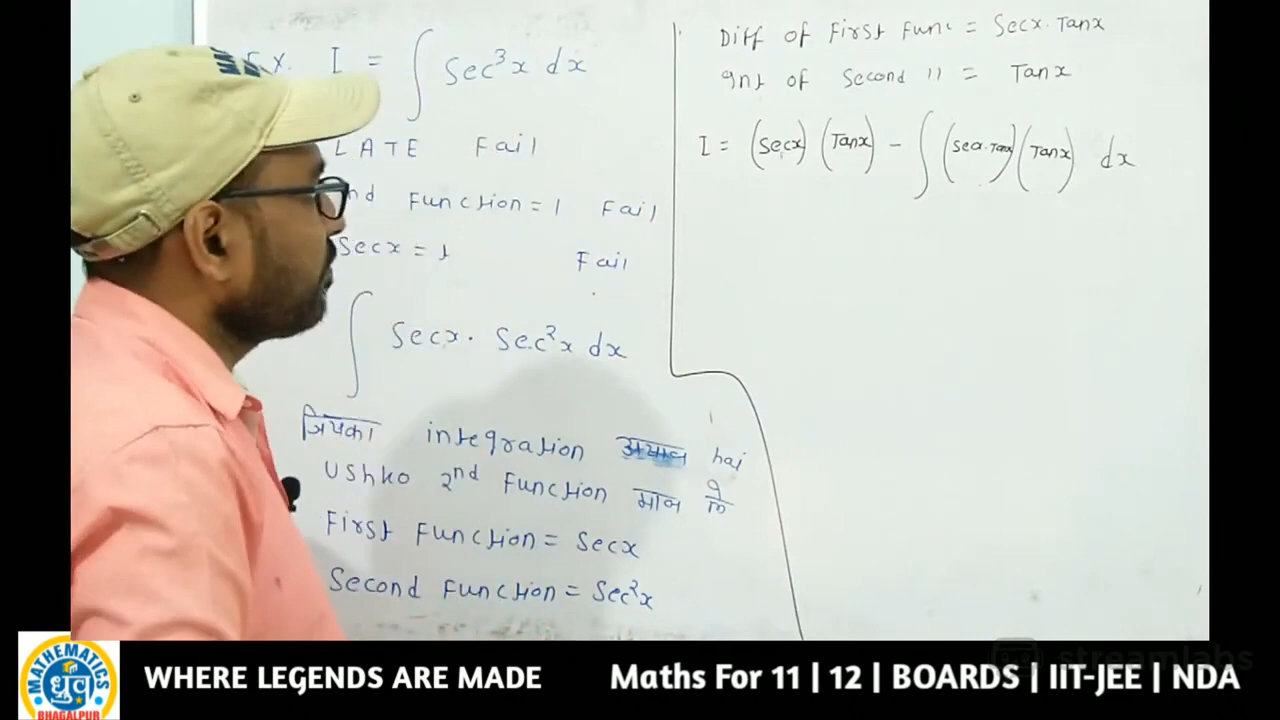 Ex. I = ∫ Sec³x dx
LATE Fail
nd Function = 1 Fail
Secx = t Fail
∫ Secx · Sec²x dx
जिसका integration आसान hai
Ushko 2nd Function मान ले
First Function = Secx
Second Function = Sec²x
Diff of First Func = Secx. Tanx
Int of Second 11 = Tanx
I = (Secx) (Tanx) - ∫ (Secx.Tanx) (Tanx) dx
MATHEMATICS
ध्रुव
BHAGALPUR
WHERE LEGENDS ARE MADE
Maths For 11 | 12 | BOARDS | IIT-JEE | NDA
streamlabs